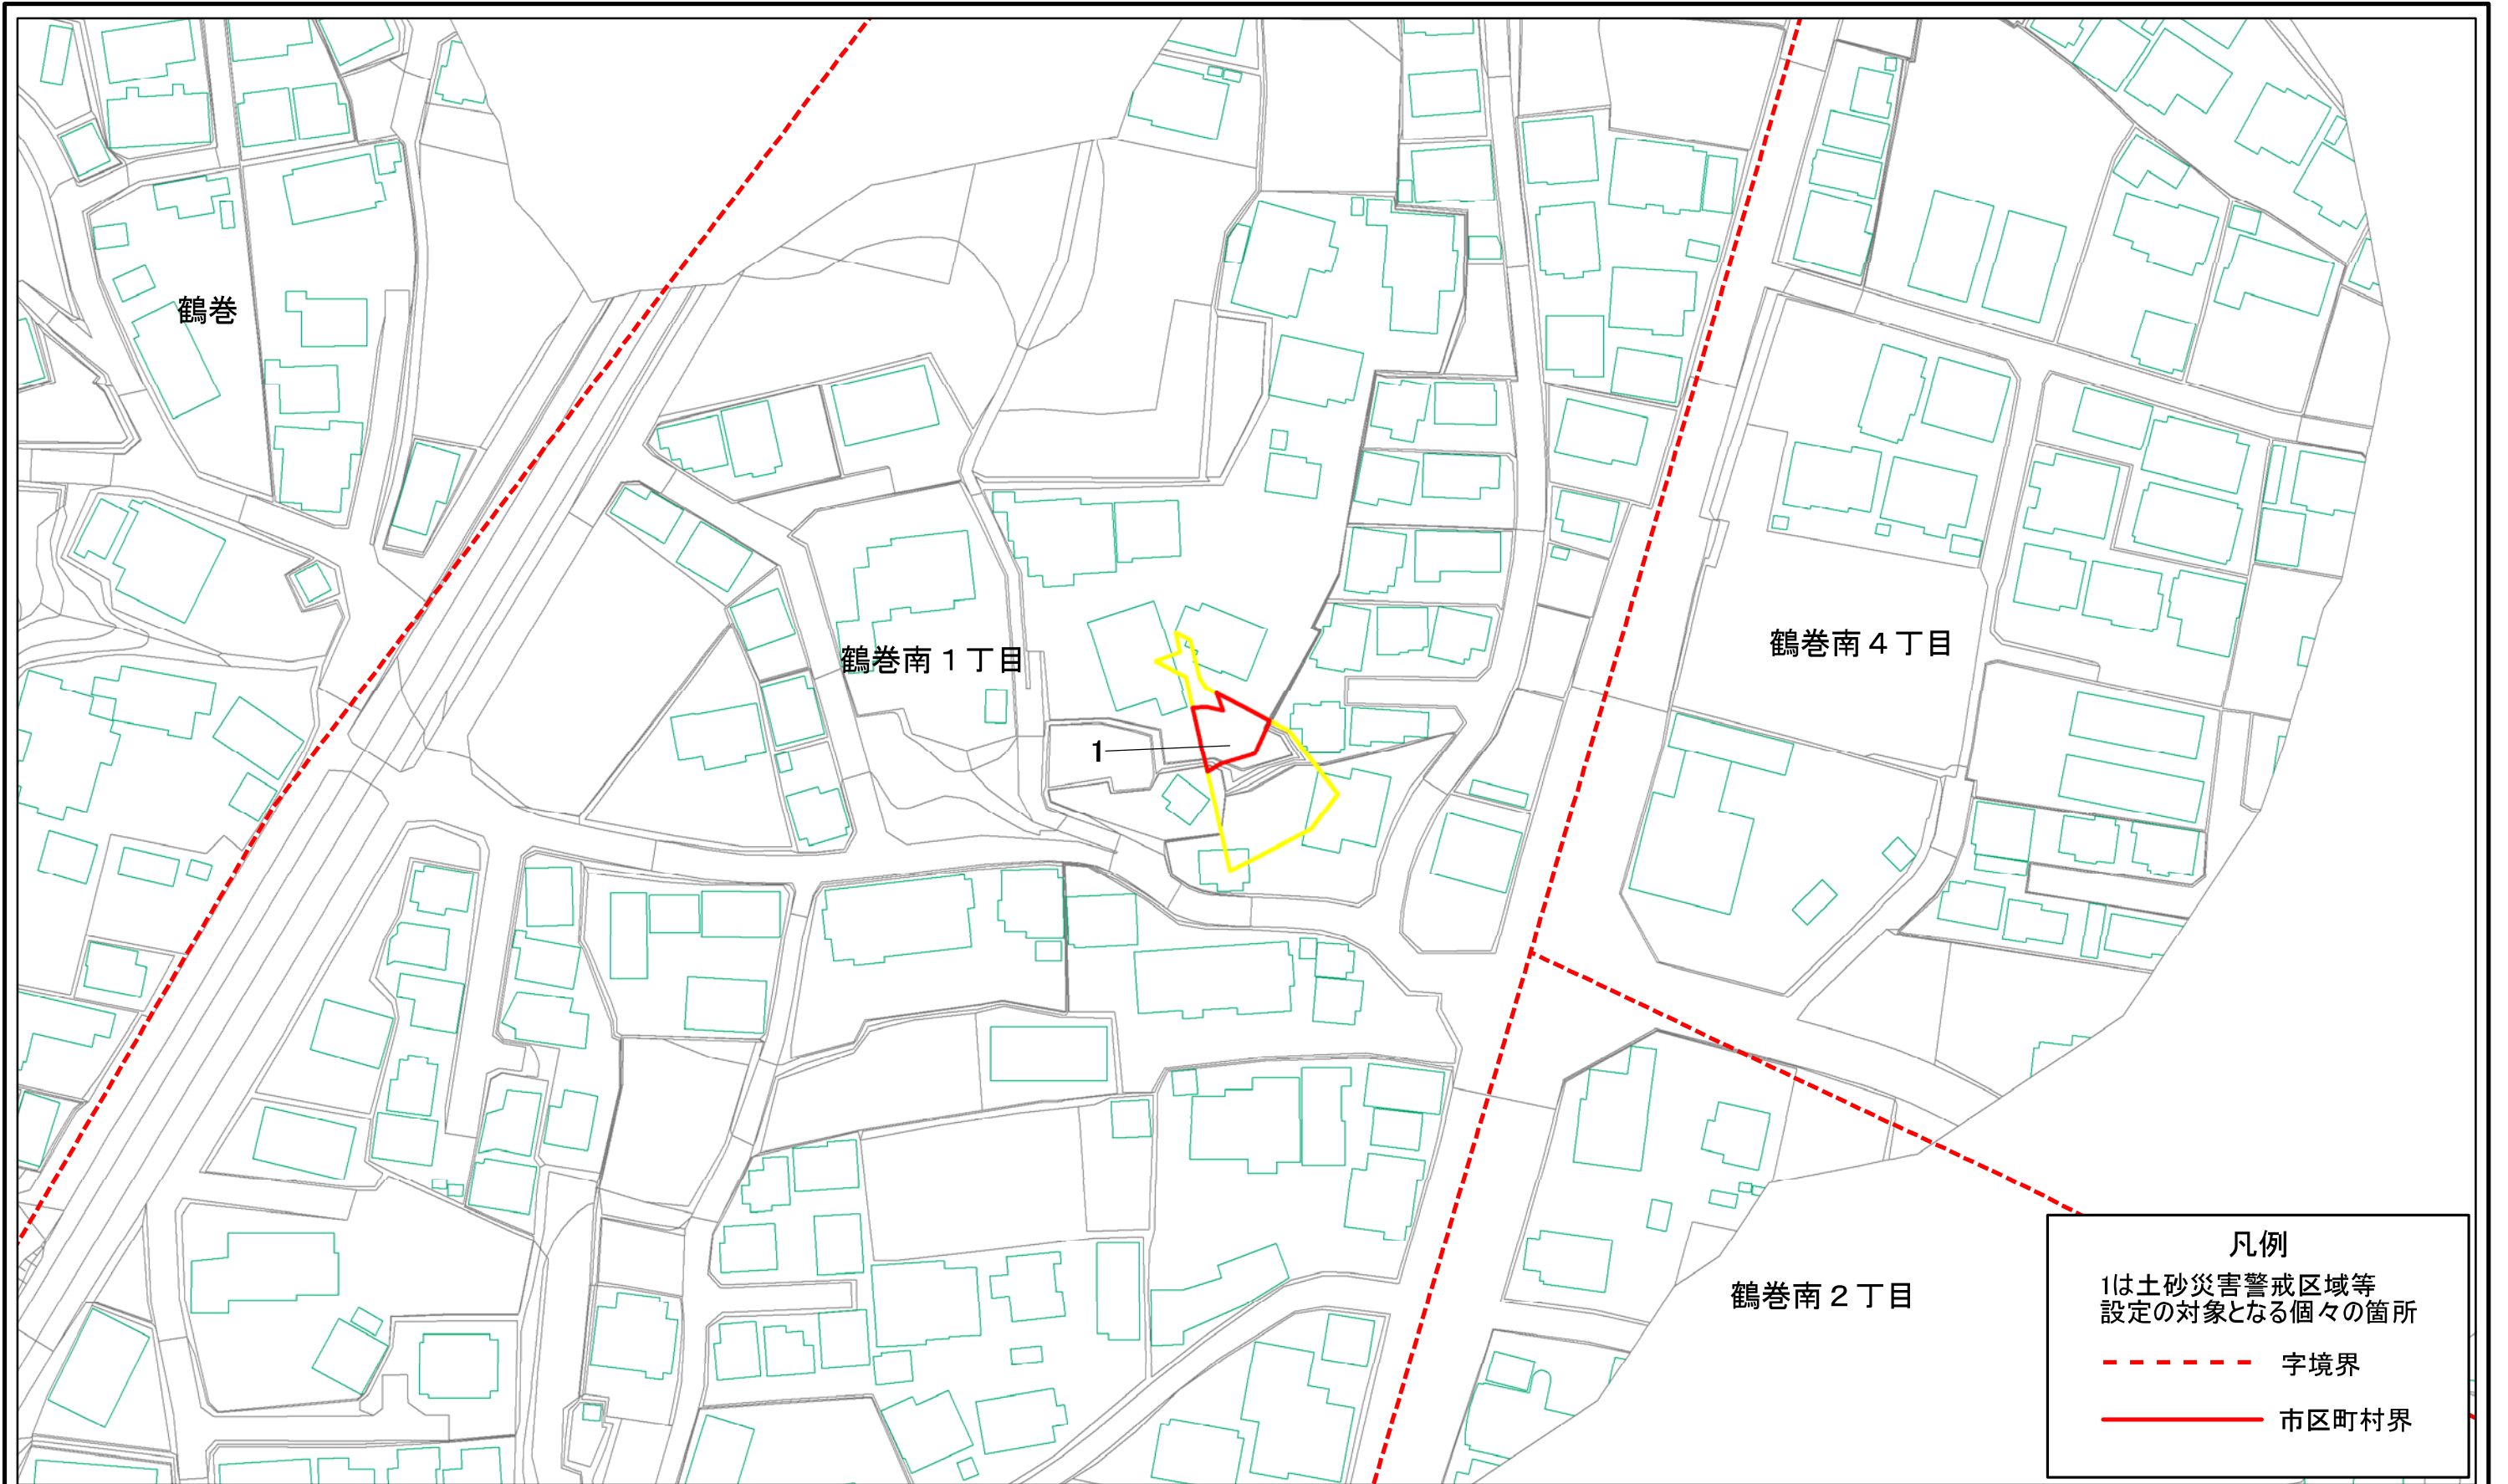 鶴巻
鶴巻南１丁目
鶴巻南４丁目
1
鶴巻南２丁目
凡例
1は土砂災害警戒区域等
設定の対象となる個々の箇所
字境界
市区町村界